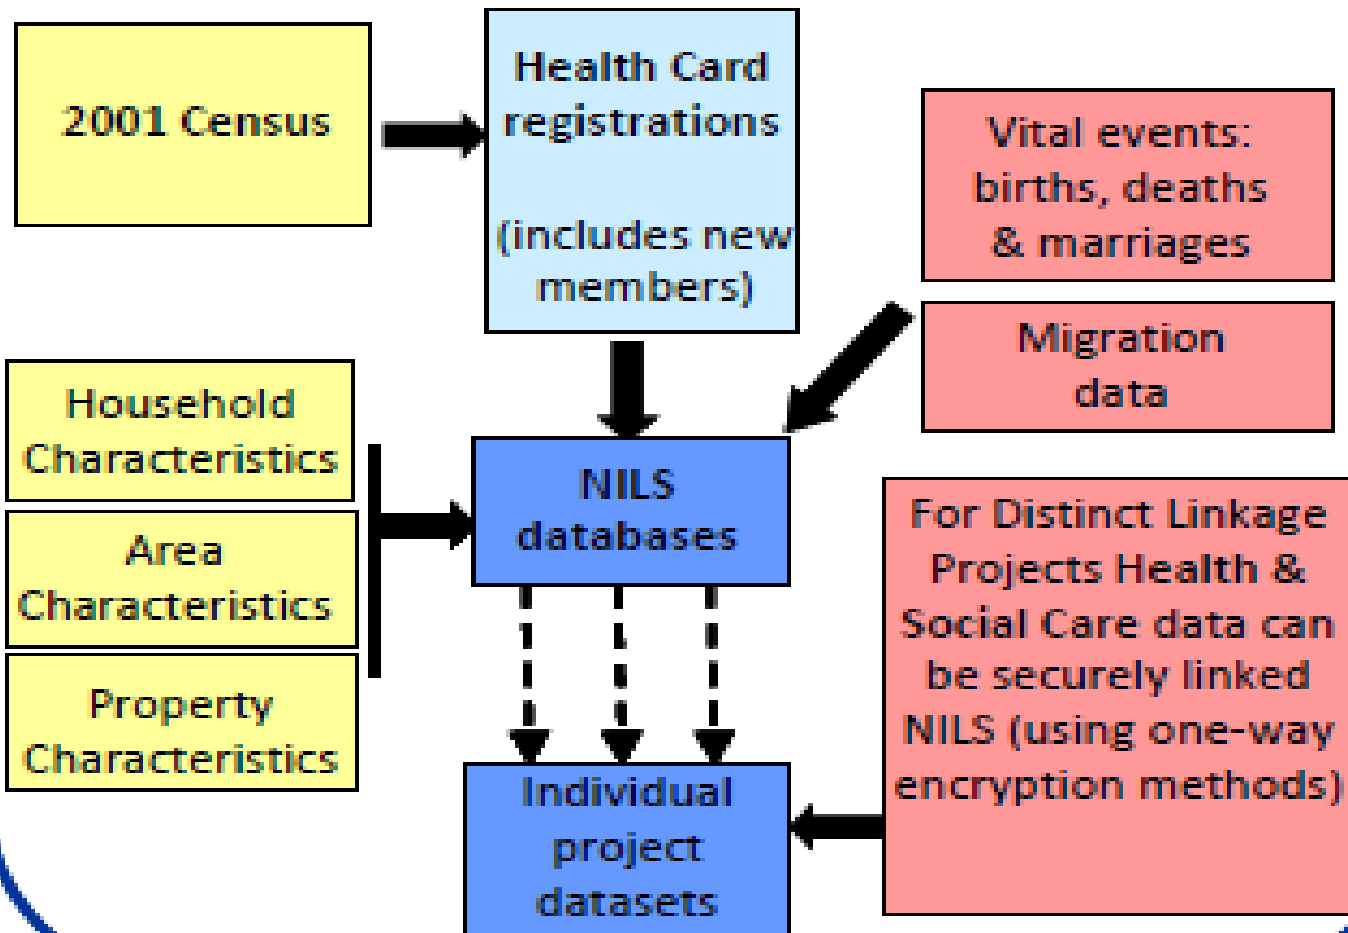 2001 Census
Health Card
registrations
(includes new
members)
Vital events:
births, deaths
& marriages
Migration
data
Household
Characteristics
Area
Characteristics
Property
Characteristics
NILS
databases
For Distinct Linkage
Projects Health &
Social Care data can
be securely linked
NILS (using one-way
encryption methods)
Individual
project
datasets